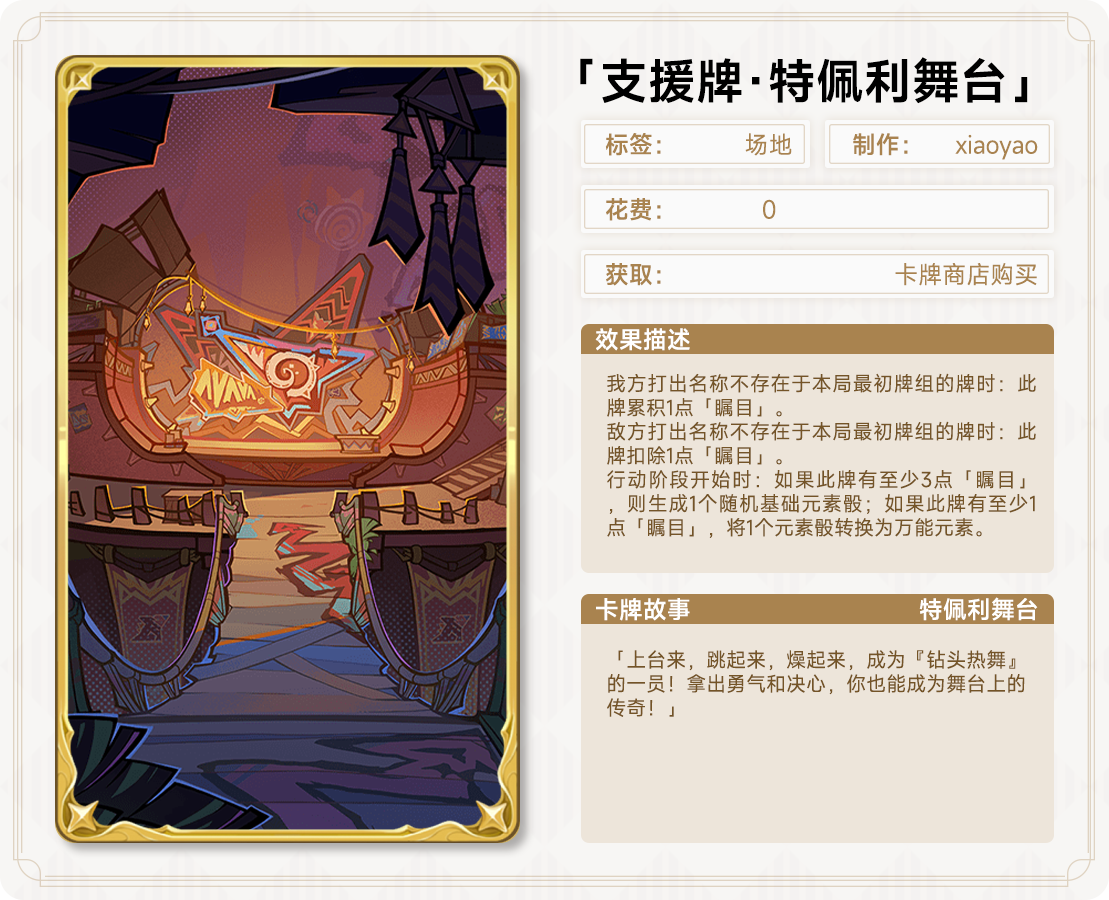 「支援牌·特佩利舞台」
标签： 场地 制作： xiaoyao
花费： 0
获取： 卡牌商店购买
效果描述
我方打出名称不存在于本局最初牌组的牌时：此
牌累积1点「瞩目」。
敌方打出名称不存在于本局最初牌组的牌时：此
牌扣除1点「瞩目」。
行动阶段开始时：如果此牌有至少3点「瞩目」
，则生成1个随机基础元素骰；如果此牌有至少1
点「瞩目」，将1个元素骰转换为万能元素。
卡牌故事 特佩利舞台
「上台来，跳起来，燥起来，成为『钻头热舞』
的一员！拿出勇气和决心，你也能成为舞台上的
传奇！」